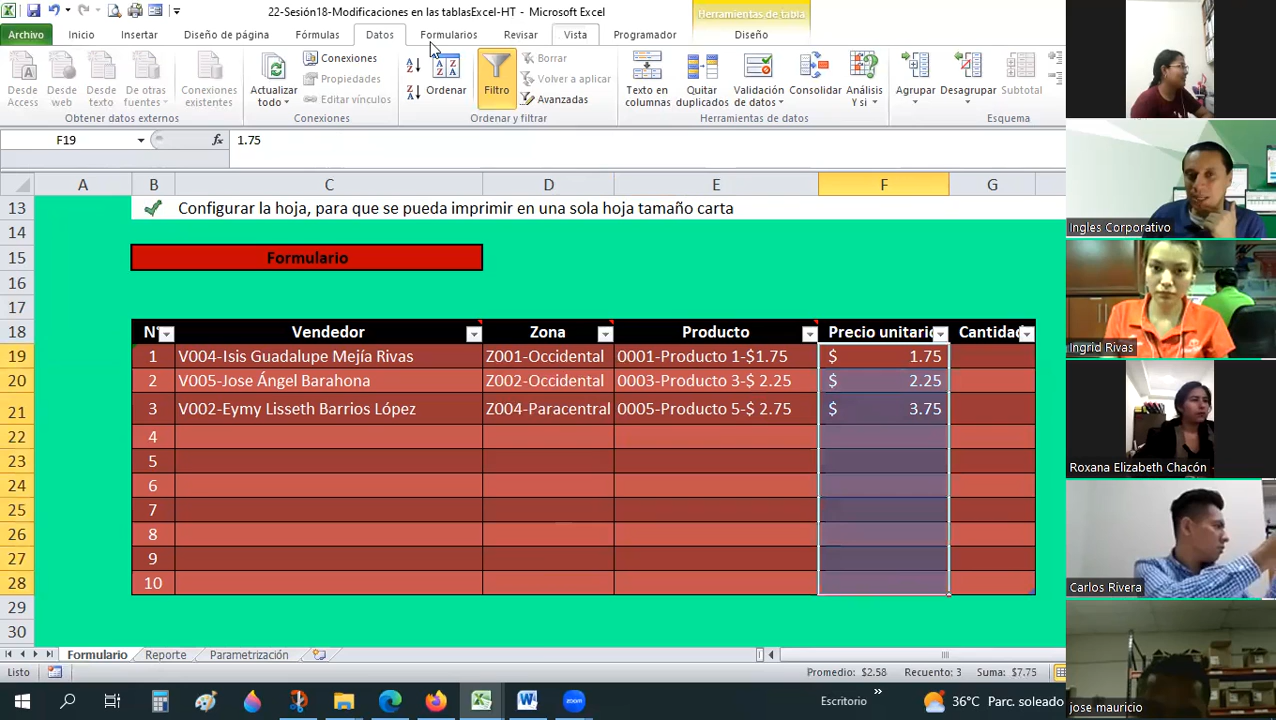 22-Sesión18-Modificaciones en las tablasExcel-HT - Microsoft Excel
Herramientas de tabla
Archivo Inicio Insertar Diseño de página Fórmulas Datos Formularios Revisar Vista Programador Diseño
Desde Access
Desde web
Desde texto
De otras fuentes
Conexiones existentes
Obtener datos externos
Actualizar todo
Conexiones
Propiedades
Editar vínculos
Conexiones
Ordenar
Filtro
Borrar
Volver a aplicar
Avanzadas
Ordenar y filtrar
Texto en columnas
Quitar duplicados
Validación de datos
Consolidar
Análisis Y si
Herramientas de datos
Agrupar
Desagrupar
Subtotal
Esquema
F19 fx 1.75
A B C D E F G
13 Configurar la hoja, para que se pueda imprimir en una sola hoja tamaño carta
14
15 Formulario
16
17
18 N° Vendedor Zona Producto Precio unitario Cantidad
19 1 V004-Isis Guadalupe Mejía Rivas Z001-Occidental 0001-Producto 1-$1.75 $ 1.75
20 2 V005-Jose Ángel Barahona Z002-Occidental 0003-Producto 3-$ 2.25 $ 2.25
21 3 V002-Eymy Lisseth Barrios López Z004-Paracentral 0005-Producto 5-$ 2.75 $ 3.75
22 4
23 5
24 6
25 7
26 8
27 9
28 10
29
30
Formulario Reporte Parametrización
Listo Promedio: $2.58 Recuento: 3 Suma: $7.75
Escritorio » 36°C Parc. soleado
Ingles Corporativo
Ingrid Rivas
Roxana Elizabeth Chacón
Carlos Rivera
jose mauricio